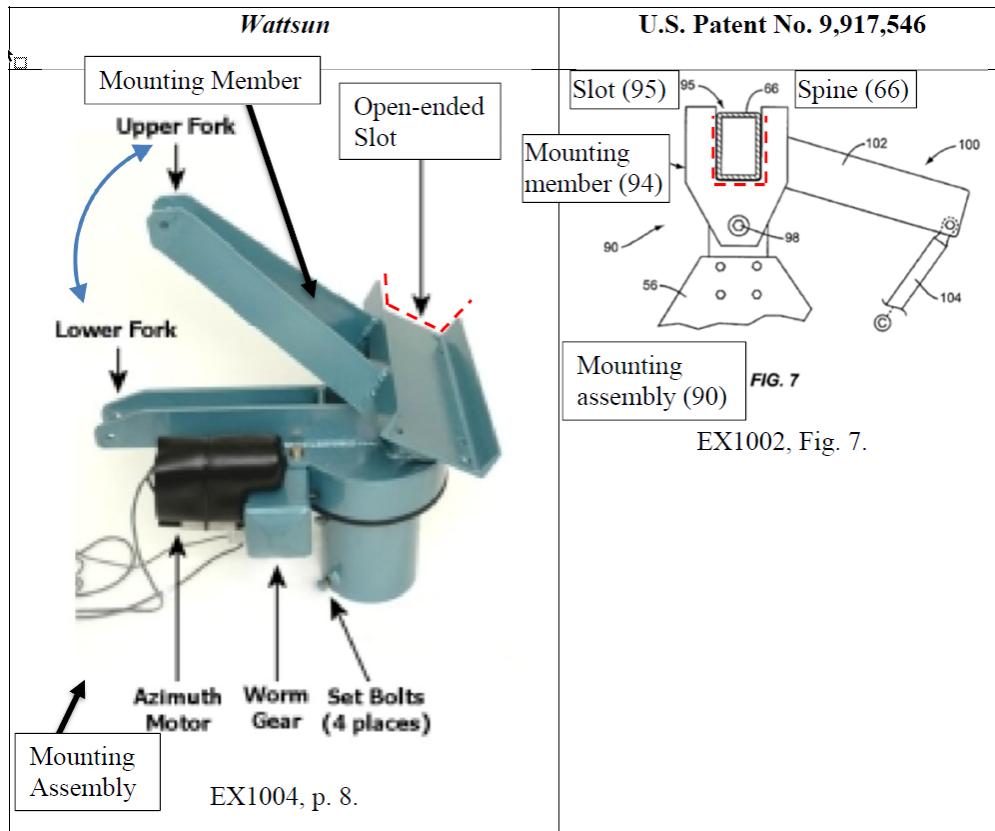 Wattsun
U.S. Patent No. 9,917,546
Mounting Member
Open-ended
Slot
Upper Fork
Lower Fork
Azimuth
Motor
Worm
Gear
Set Bolts
(4 places)
Mounting
Assembly
EX1004, p. 8.
Slot (95)
95
66
Spine (66)
Mounting
member (94)
102
100
98
90
56
104
C
Mounting
assembly (90)
FIG. 7
EX1002, Fig. 7.